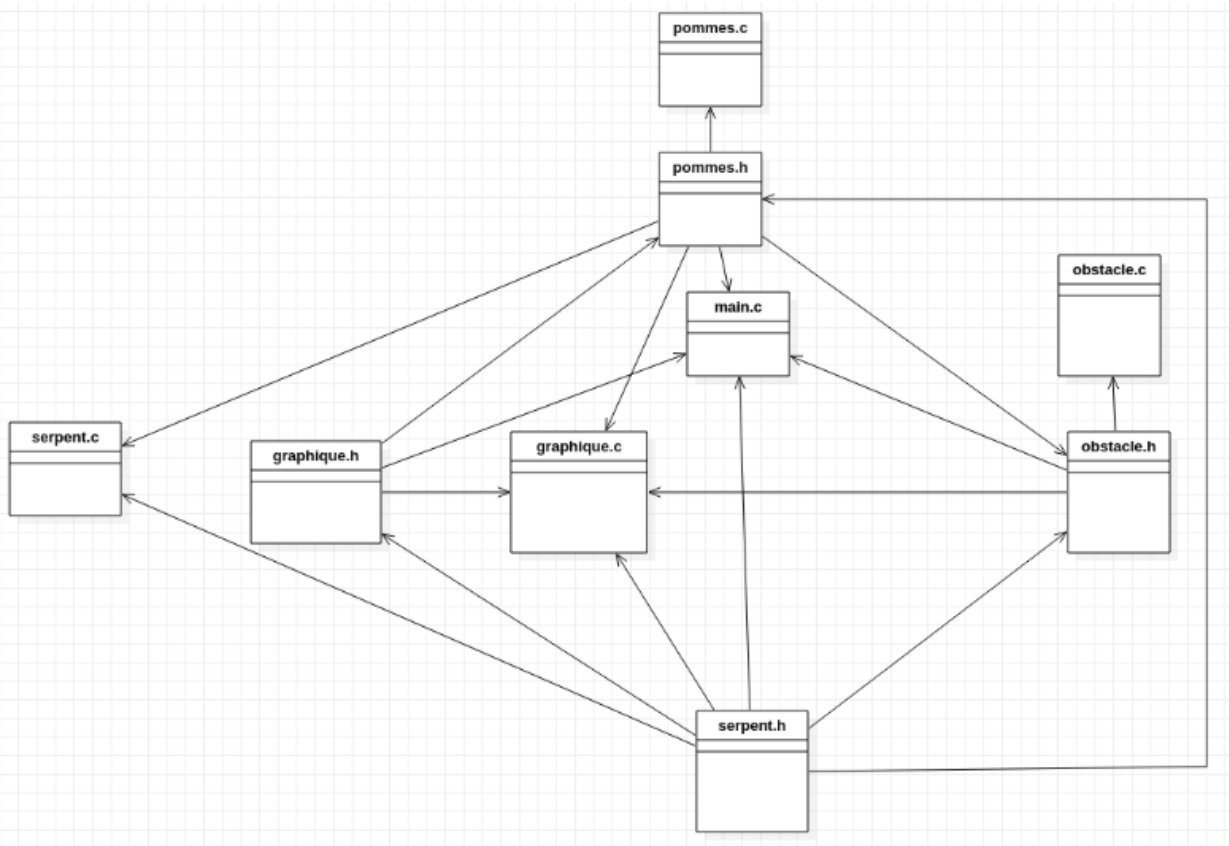 pommes.c
pommes.h
obstacle.c
main.c
serpent.c
graphique.h
graphique.c
obstacle.h
serpent.h